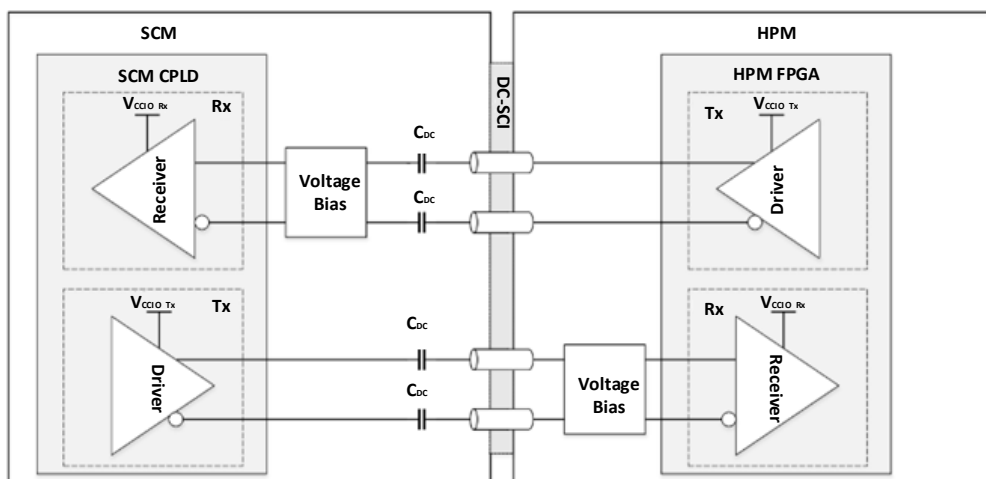 SCM
HPM
SCM CPLD
HPM FPGA
VCCIO Rx
Rx
Receiver
Voltage
Bias
CDC
CDC
DC-SCI
Tx
VCCIO Tx
Driver
VCCIO Tx
Tx
Driver
CDC
CDC
Voltage
Bias
Rx
VCCIO Rx
Receiver